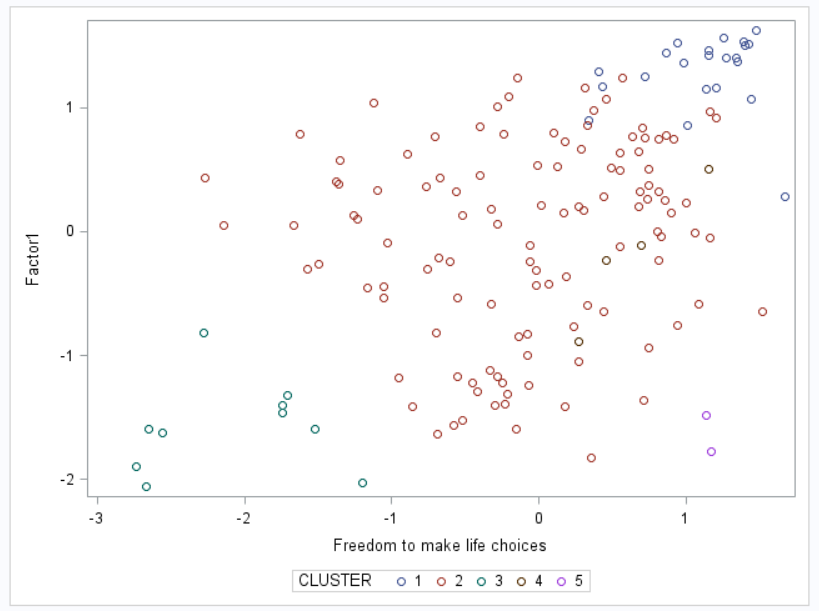 1
0
-1
-2
Factor1
-3 -2 -1 0 1
Freedom to make life choices
CLUSTER 1 2 3 4 5